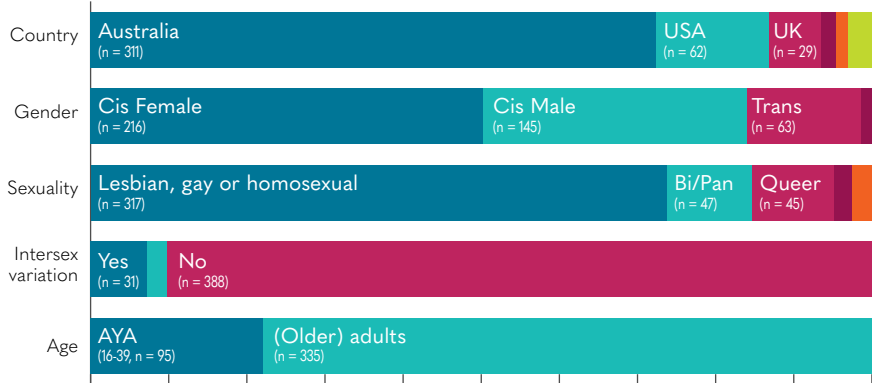 Country
Australia
(n = 311)
USA
(n = 62)
UK
(n = 29)
Gender
Cis Female
(n = 216)
Cis Male
(n = 145)
Trans
(n = 63)
Sexuality
Lesbian, gay or homosexual
(n = 317)
Bi/Pan
(n = 47)
Queer
(n = 45)
Intersex
variation
Yes
(n = 31)
No
(n = 388)
Age
AYA
(16-39, n = 95)
(Older) adults
(n = 335)